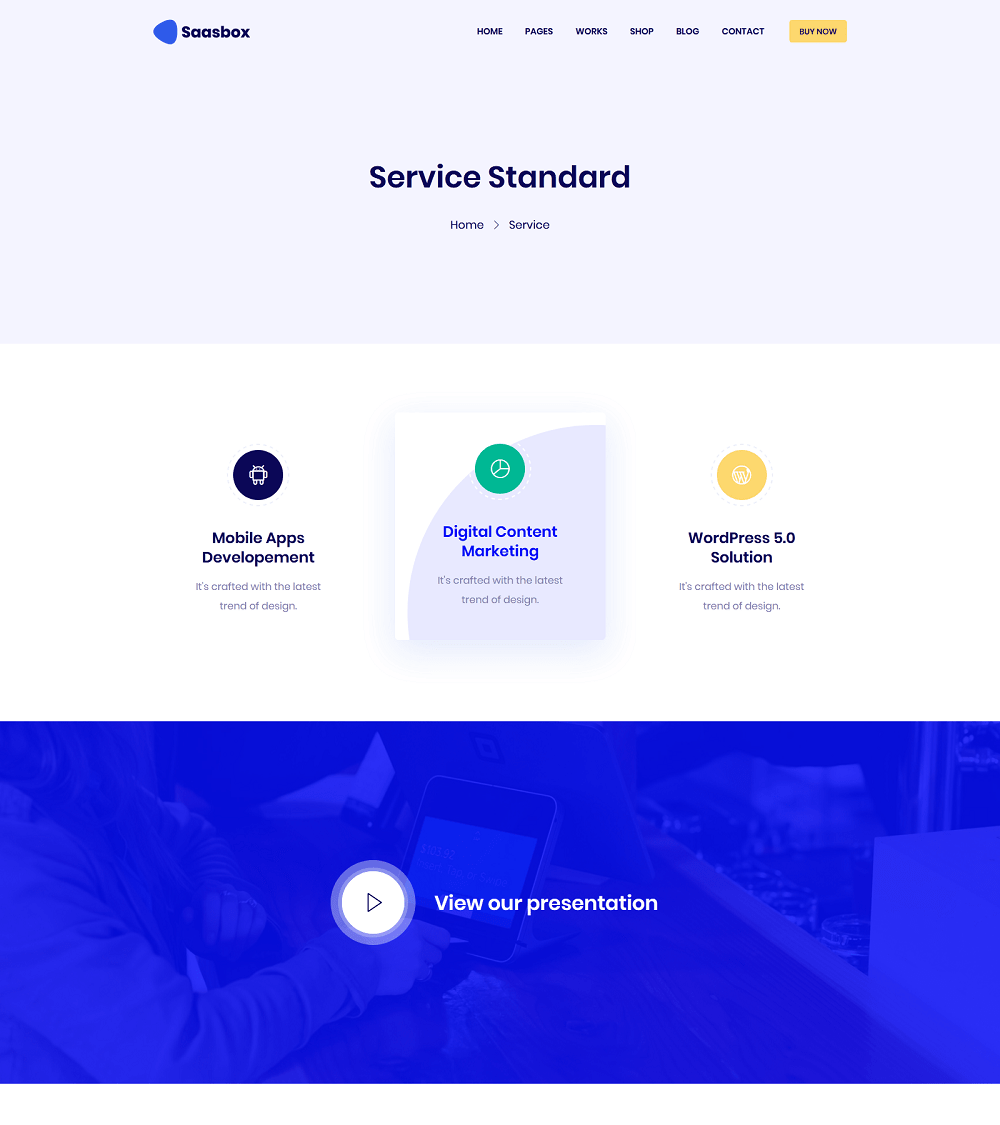 Saasbox
HOME PAGES WORKS SHOP BLOG CONTACT BUY NOW
Service Standard
Home > Service
Mobile Apps
Developement
It's crafted with the latest
trend of design.
Digital Content
Marketing
It's crafted with the latest
trend of design.
WordPress 5.0
Solution
It's crafted with the latest
trend of design.
$103.92
View our presentation